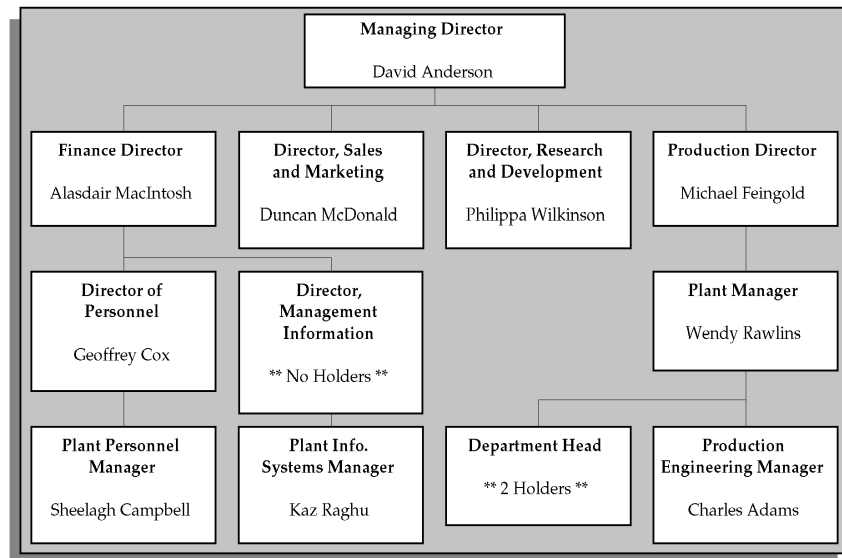 Managing Director
David Anderson
Finance Director
Alasdair MacIntosh
Director, Sales
and Marketing
Duncan McDonald
Director, Research
and Development
Philippa Wilkinson
Production Director
Michael Feingold
Director of
Personnel
Geoffrey Cox
Director,
Management
Information
** No Holders **
Plant Manager
Wendy Rawlins
Plant Personnel
Manager
Sheelagh Campbell
Plant Info.
Systems Manager
Kaz Raghu
Department Head
** 2 Holders **
Production
Engineering Manager
Charles Adams